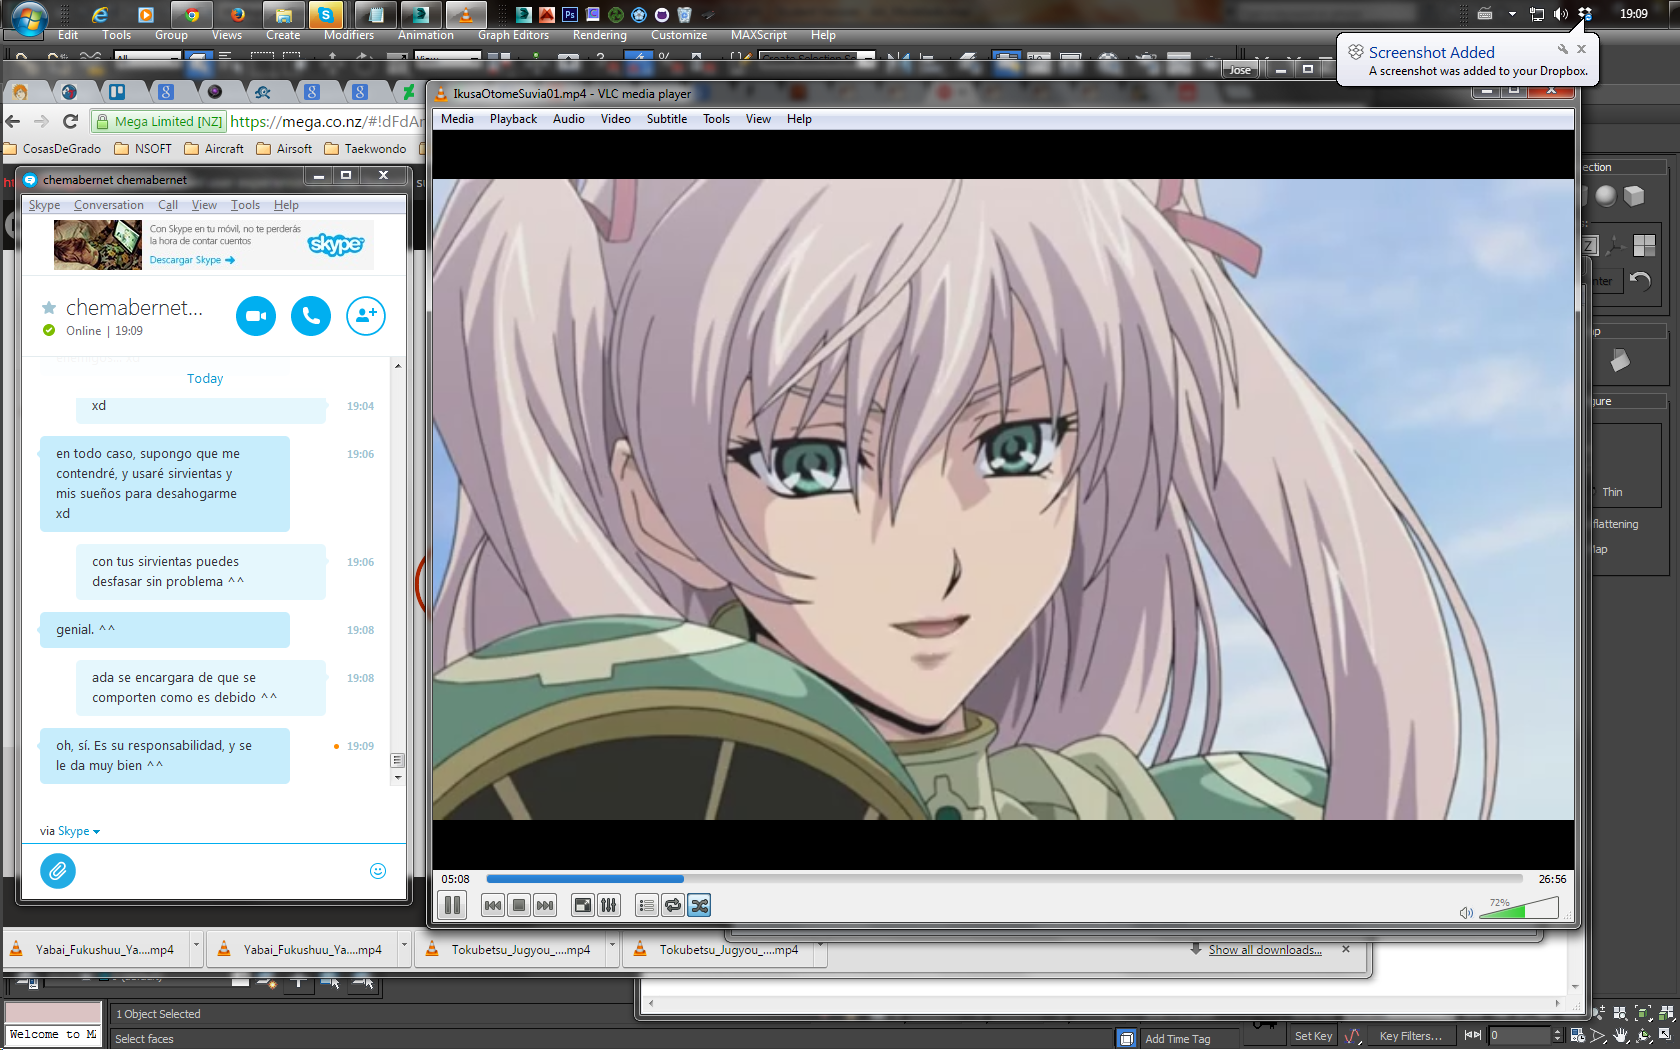 19:09
Edit Tools Group Views Create Modifiers Animation Graph Editors Rendering Customize MAXScript Help
Screenshot Added
A screenshot was added to your Dropbox.
Jose
Mega Limited [NZ] https://mega.co.nz/#!dFdAr
CosasDeGrado NSOFT Aircraft Airsoft Taekwondo
IkusaOtomeSuvia01.mp4 - VLC media player
Media Playback Audio Video Subtitle Tools View Help
chemabernet chemabernet
Skype Conversation Call View Tools Help
Con Skype en tu móvil, no te perderás
la hora de contar cuentos
Descargar Skype
skype
chemabernet...
Online | 19:09
Today
xd 19:04
en todo caso, supongo que me 19:06
contendré, y usaré sirvientas y
mis sueños para desahogarme
xd
con tus sirvientas puedes 19:06
desfasar sin problema ^^
genial. ^^ 19:08
ada se encargara de que se 19:08
comporten como es debido ^^
oh, sí. Es su responsabilidad, y se 19:09
le da muy bien ^^
via Skype
ection
Z
Thin
flattening
05:08 26:56
72%
Yabai_Fukushuu_Ya....mp4 Yabai_Fukushuu_Ya....mp4 Tokubetsu_Jugyou_....mp4 Tokubetsu_Jugyou_....mp4 Show all downloads...
1 Object Selected
Welcome to M
Select faces
Add Time Tag
Set Key Key Filters...
0